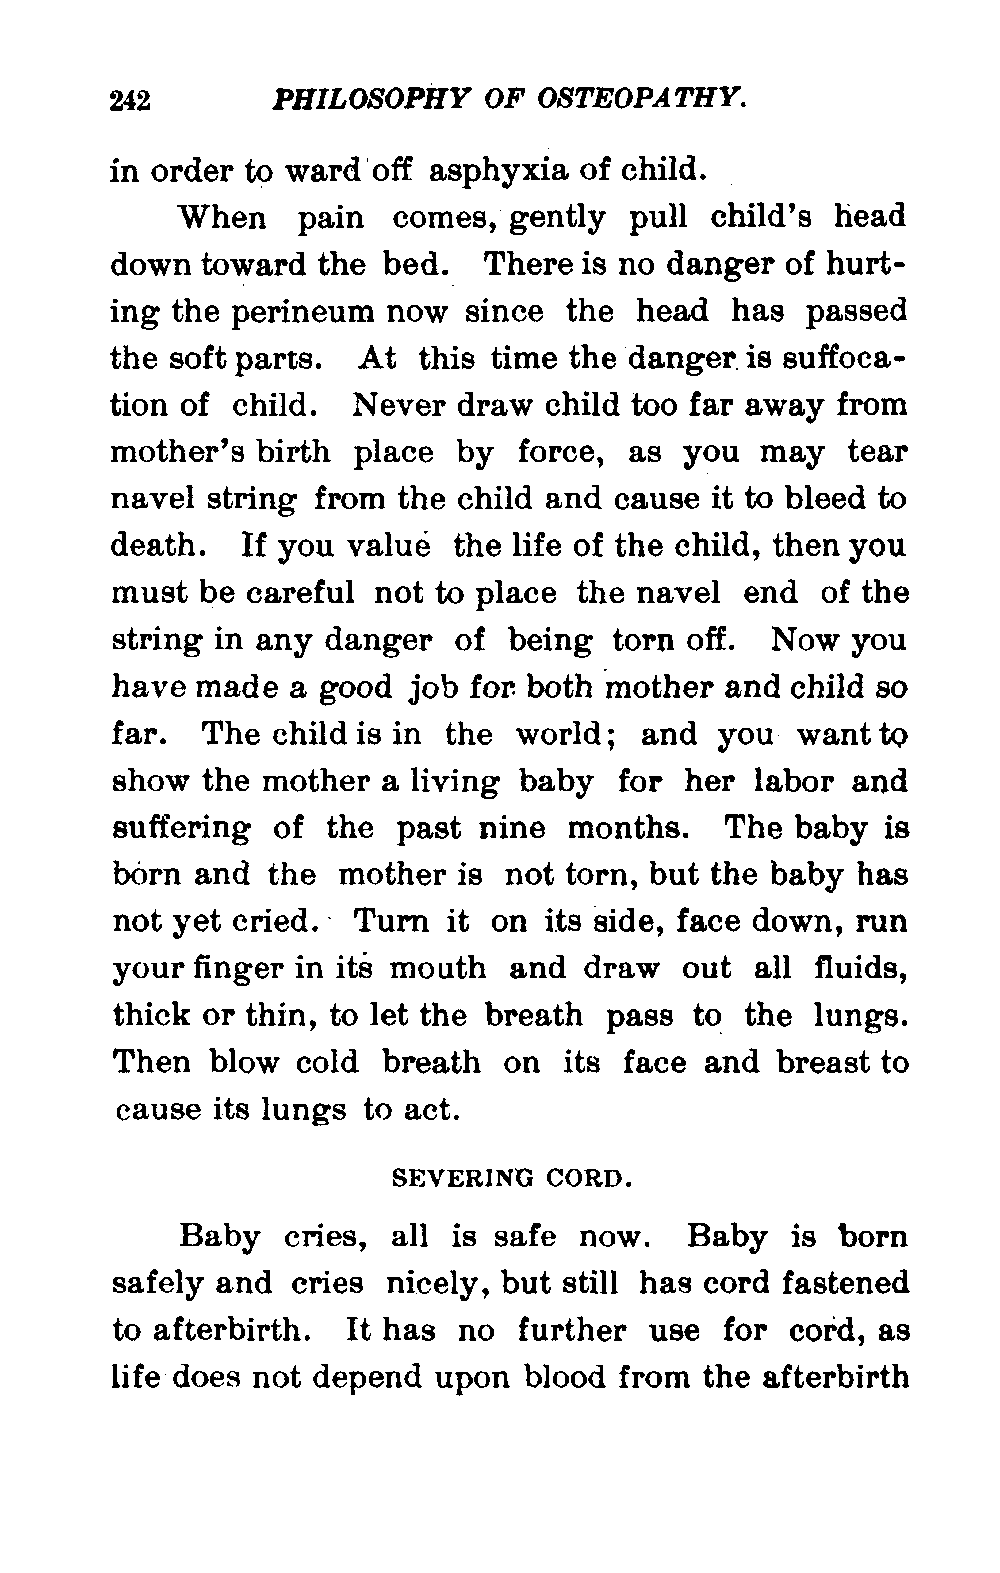 242 PHILOSOPHY OF OSTEOPATHY.
in order to ward off asphyxia of child.
When pain comes, gently pull child's head
down toward the bed. There is no danger of hurt-
ing the perineum now since the head has passed
the soft parts. At this time the danger is suffoca-
tion of child. Never draw child too far away from
mother's birth place by force, as you may tear
navel string from the child and cause it to bleed to
death. If you value the life of the child, then you
must be careful not to place the navel end of the
string in any danger of being torn off. Now you
have made a good job for both mother and child so
far. The child is in the world; and you want to
show the mother a living baby for her labor and
suffering of the past nine months. The baby is
born and the mother is not torn, but the baby has
not yet cried. Turn it on its side, face down, run
your finger in its mouth and draw out all fluids,
thick or thin, to let the breath pass to the lungs.
Then blow cold breath on its face and breast to
cause its lungs to act.
SEVERING CORD.
Baby cries, all is safe now. Baby is born
safely and cries nicely, but still has cord fastened
to afterbirth. It has no further use for cord, as
life does not depend upon blood from the afterbirth